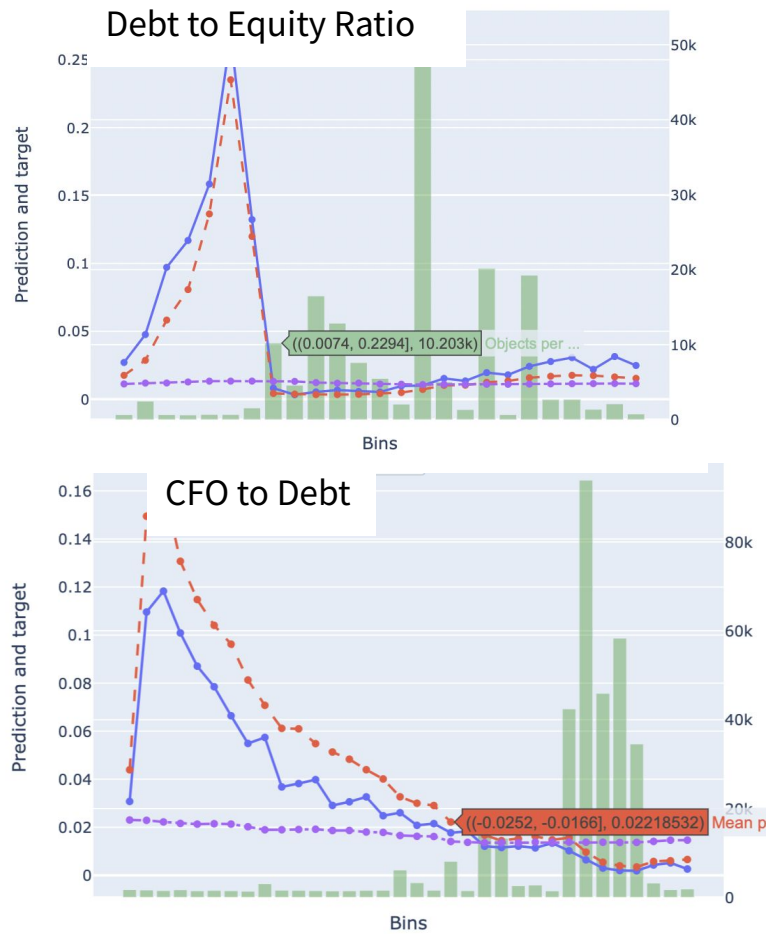 Debt to Equity Ratio
50k
0.25
40k
0.2
30k
0.15
20k
0.1
0.05
((0.0074, 0.2294], 10.203k) Objects per ...
10k
0
0
Prediction and target
Bins
CFO to Debt
0.16
0.14
80k
0.12
0.1
60k
0.08
0.06
40k
0.04
20k
0.02
((-0.0252, -0.0166], 0.02218532) Mean p
0
0
Prediction and target
Bins